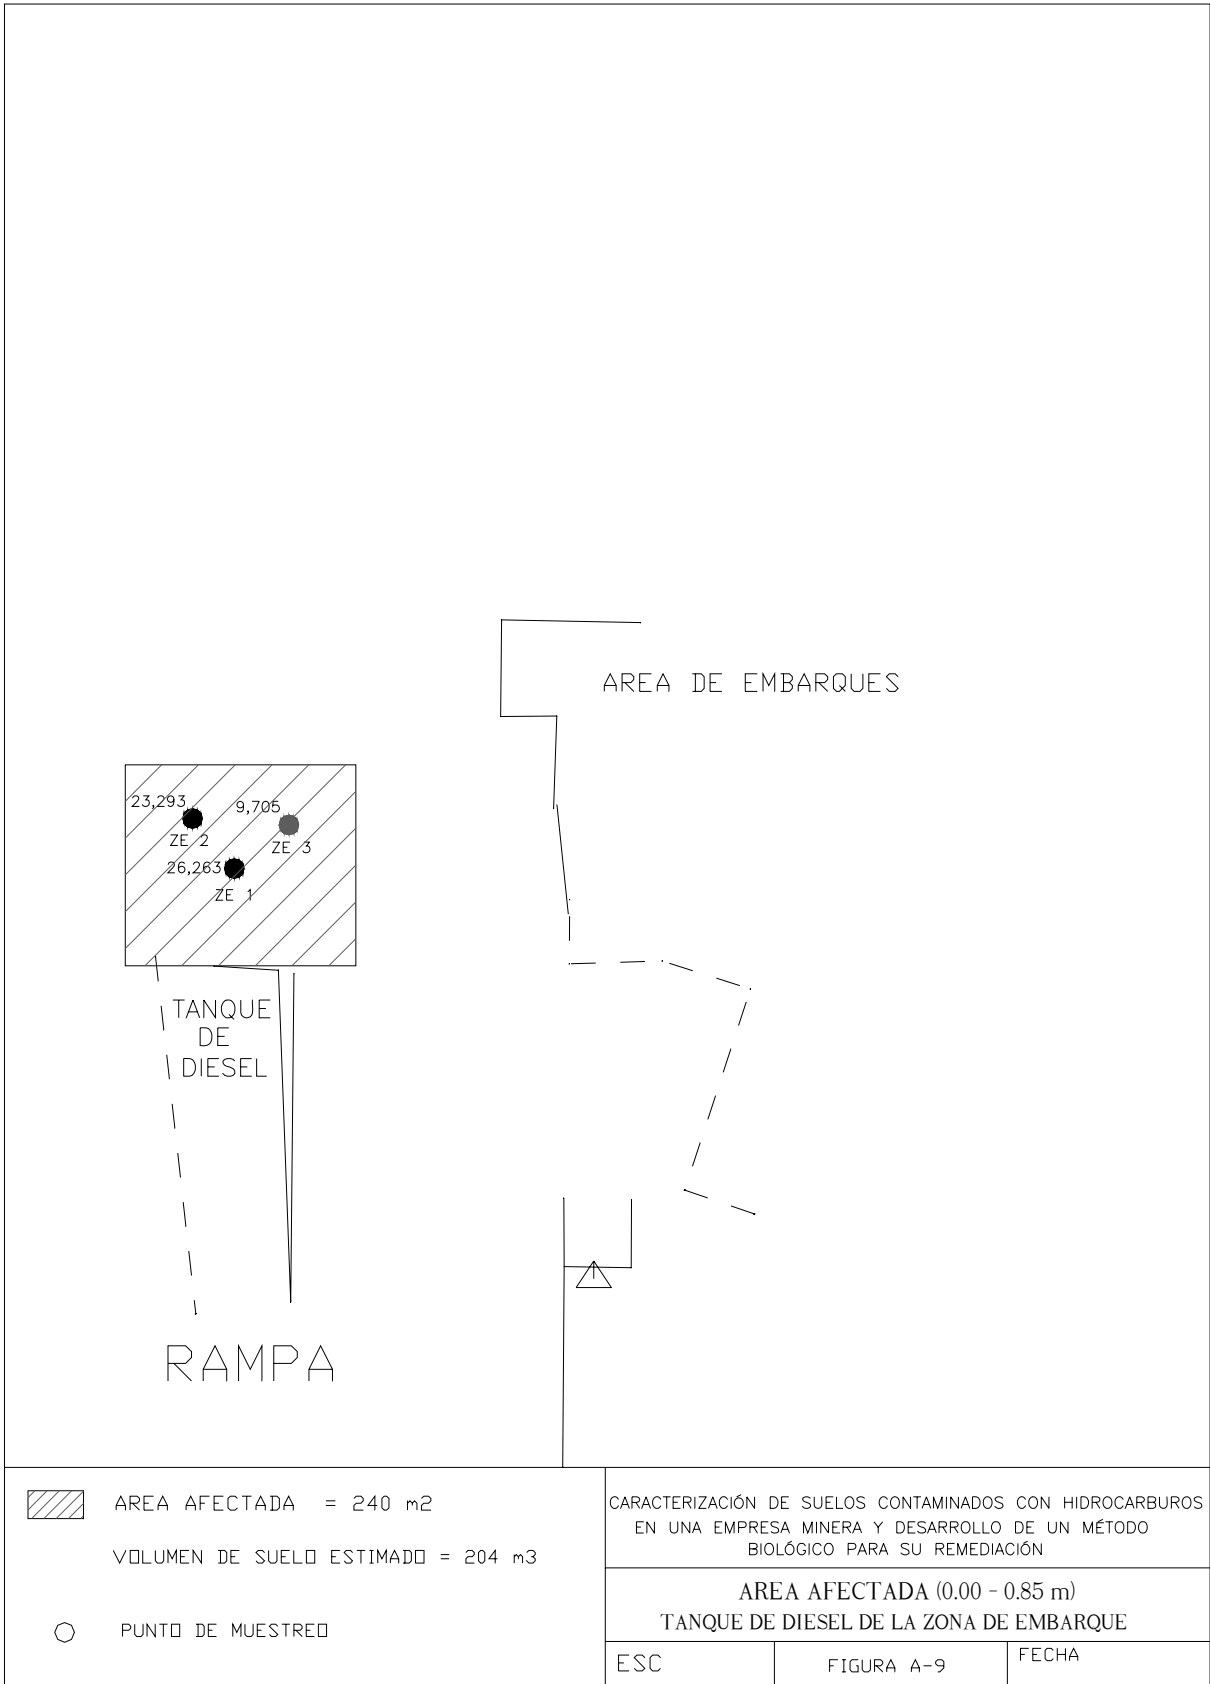 AREA DE EMBARQUES
23,293
9,705
ZE 2
ZE 3
26,263
ZE 1
TANQUE
DE
DIESEL
RAMPA
AREA AFECTADA = 240 m2
VOLUMEN DE SUELO ESTIMADO = 204 m3
PUNTO DE MUESTREO
CARACTERIZACIÓN DE SUELOS CONTAMINADOS CON HIDROCARBUROS
EN UNA EMPRESA MINERA Y DESARROLLO DE UN MÉTODO
BIOLÓGICO PARA SU REMEDIACIÓN
AREA AFECTADA (0.00 - 0.85 m)
TANQUE DE DIESEL DE LA ZONA DE EMBARQUE
ESC
FIGURA A-9
FECHA